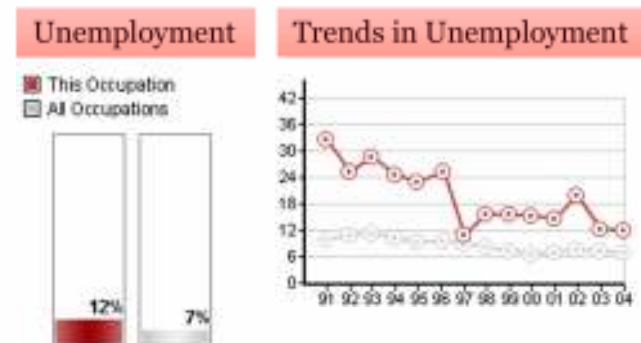 Unemployment
Trends in Unemployment
This Occupation
All Occupations
12%
7%
42
36
30
24
18
12
6
0
91 92 93 94 95 96 97 98 99 00 01 02 03 04